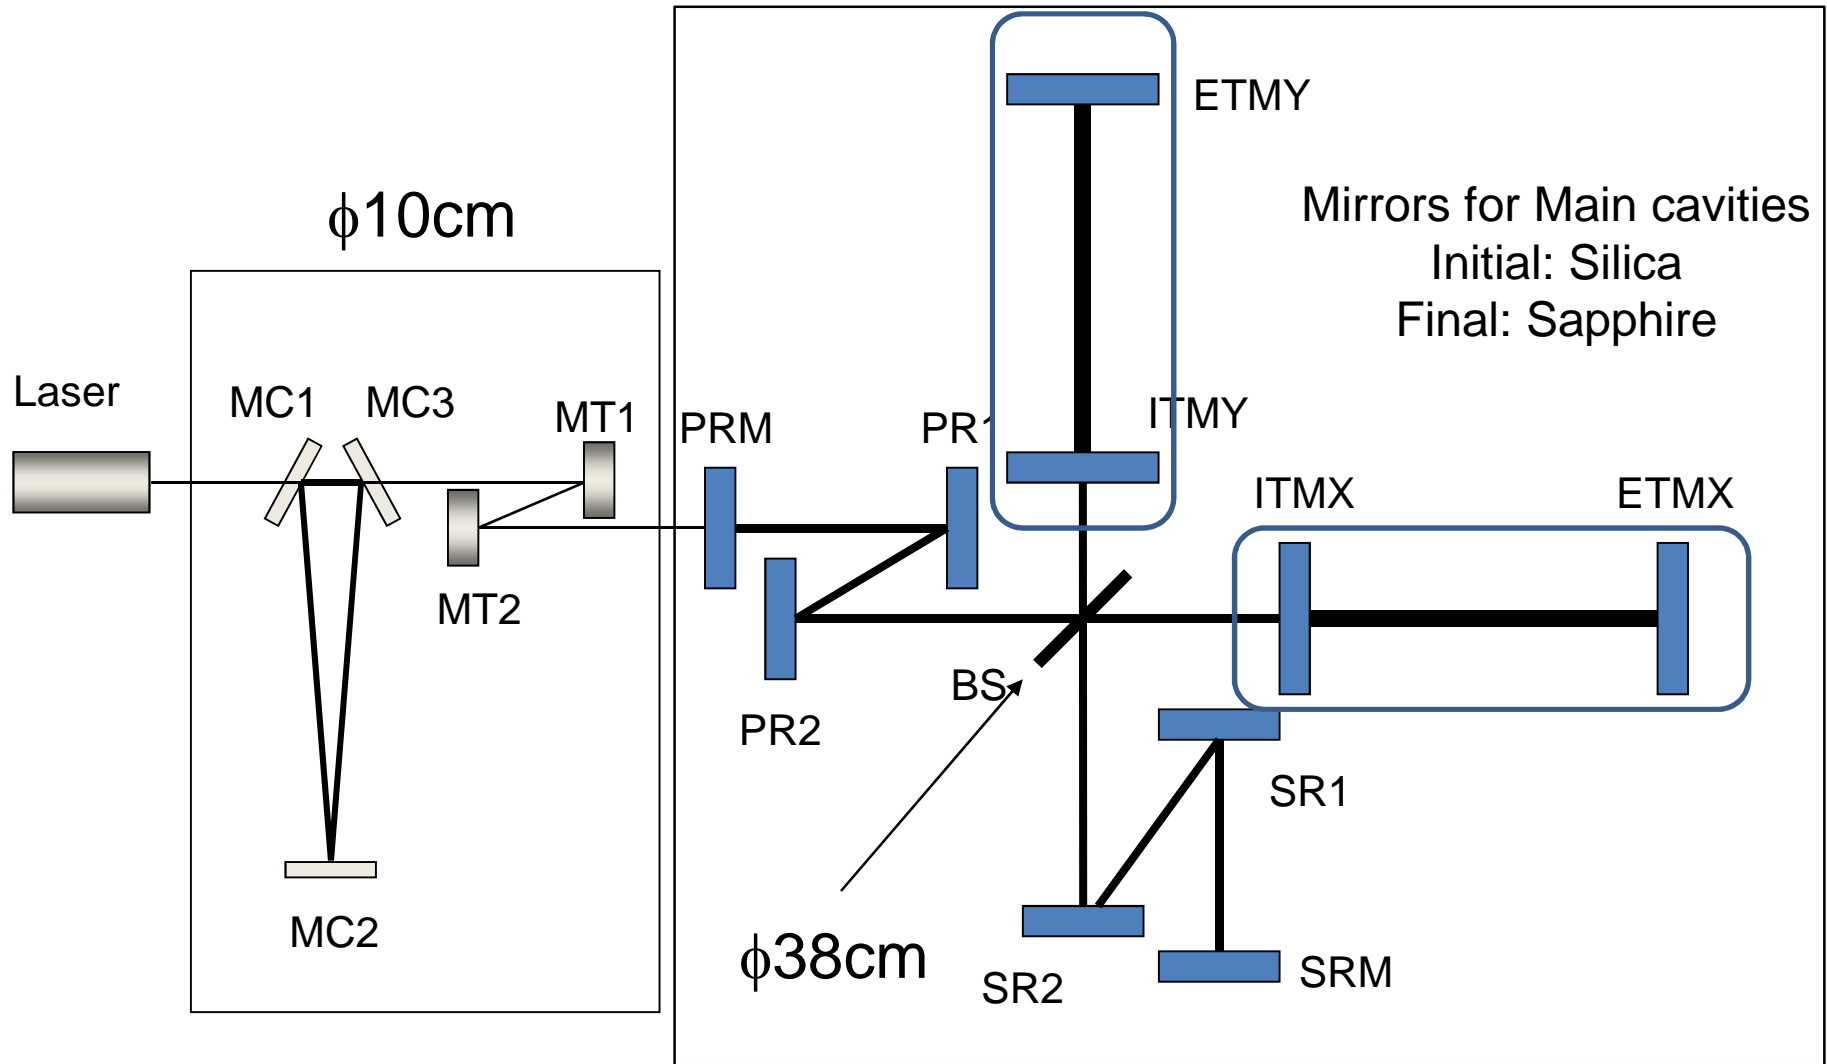 ETMY
Mirrors for Main cavities
Initial: Silica
Final: Sapphire
ϕ10cm
Laser
MC1
MC3
MT1
PRM
PR1
ITMY
ITMX
ETMX
MT2
BS
PR2
SR1
MC2
ϕ38cm
SR2
SRM